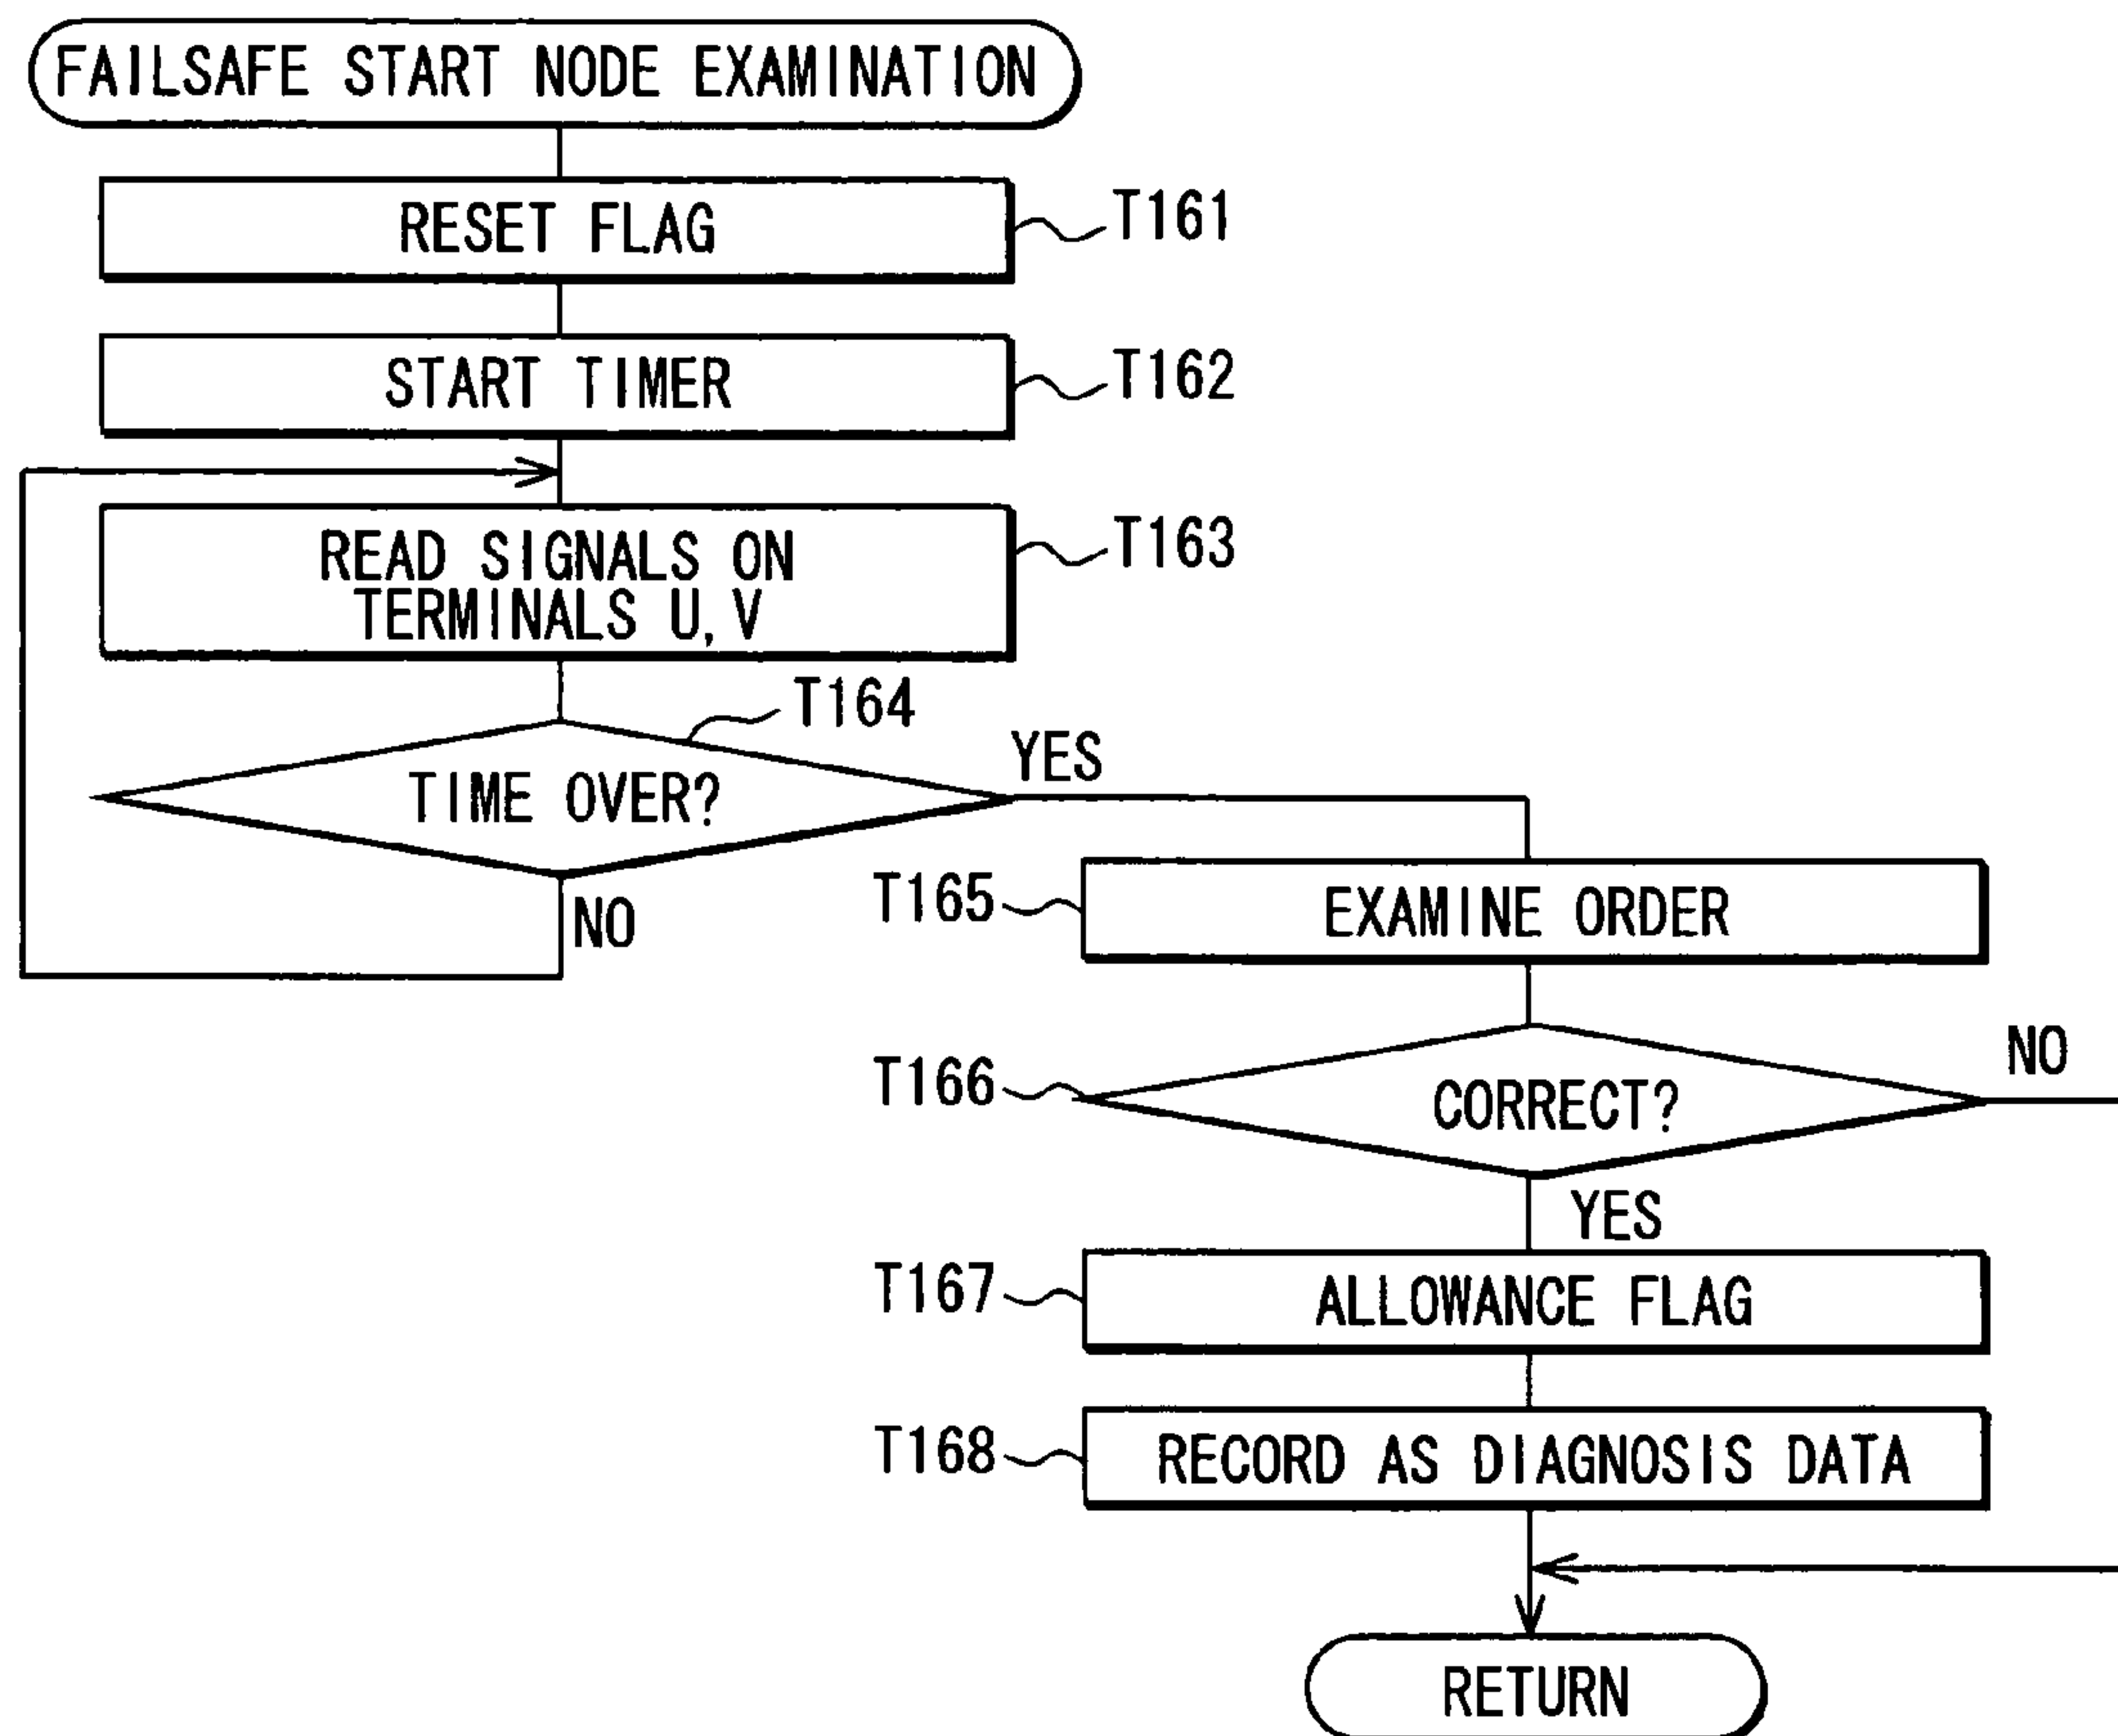 FAILSAFE START NODE EXAMINATION
RESET FLAG
T161
START TIMER
T162
READ SIGNALS ON
TERMINALS U, V
T163
T164
TIME OVER?
YES
NO
T165
EXAMINE ORDER
T166
CORRECT?
NO
YES
T167
ALLOWANCE FLAG
T168
RECORD AS DIAGNOSIS DATA
RETURN